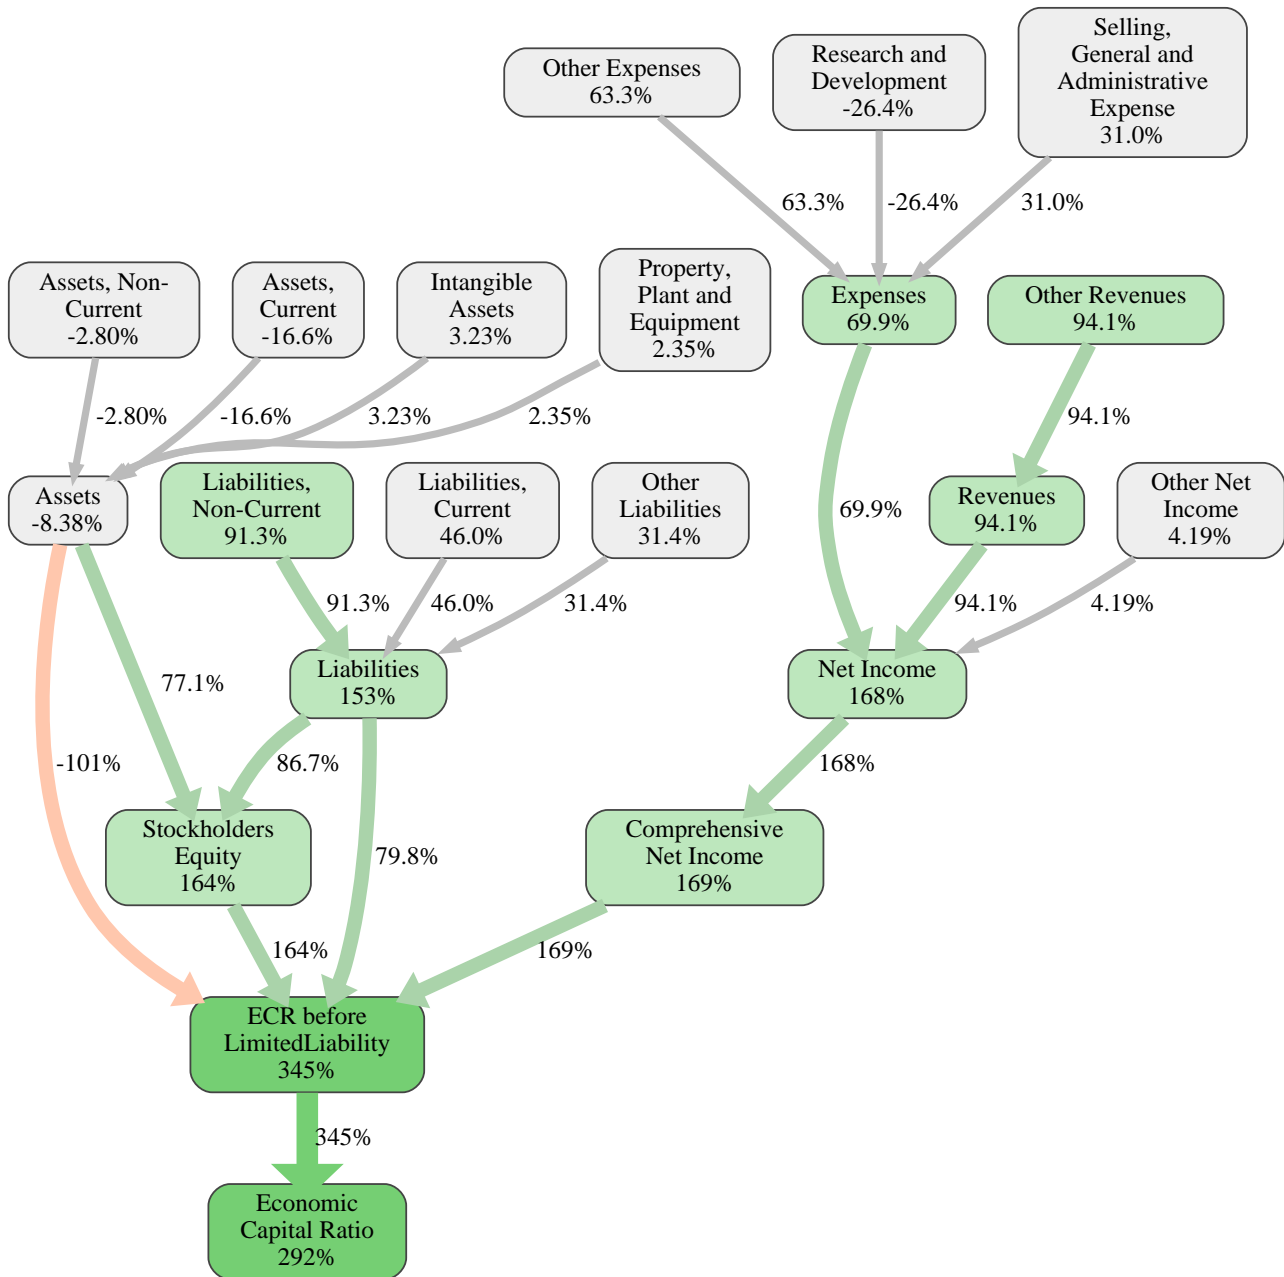 Other Expenses
63.3%
Research and
Development
-26.4%
Selling,
General and
Administrative
Expense
31.0%
63.3%
-26.4%
31.0%
Assets, Non-
Current
-2.80%
Assets,
Current
-16.6%
Intangible
Assets
3.23%
Property,
Plant and
Equipment
2.35%
Expenses
69.9%
Other Revenues
94.1%
-2.80%
-16.6%
3.23%
2.35%
94.1%
Assets
-8.38%
Liabilities,
Non-Current
91.3%
Liabilities,
Current
46.0%
Other
Liabilities
31.4%
69.9%
Revenues
94.1%
Other Net
Income
4.19%
91.3%
46.0%
31.4%
94.1%
4.19%
77.1%
Liabilities
153%
Net Income
168%
-101%
86.7%
168%
Stockholders
Equity
164%
79.8%
Comprehensive
Net Income
169%
164%
169%
ECR before
LimitedLiability
345%
345%
Economic
Capital Ratio
292%